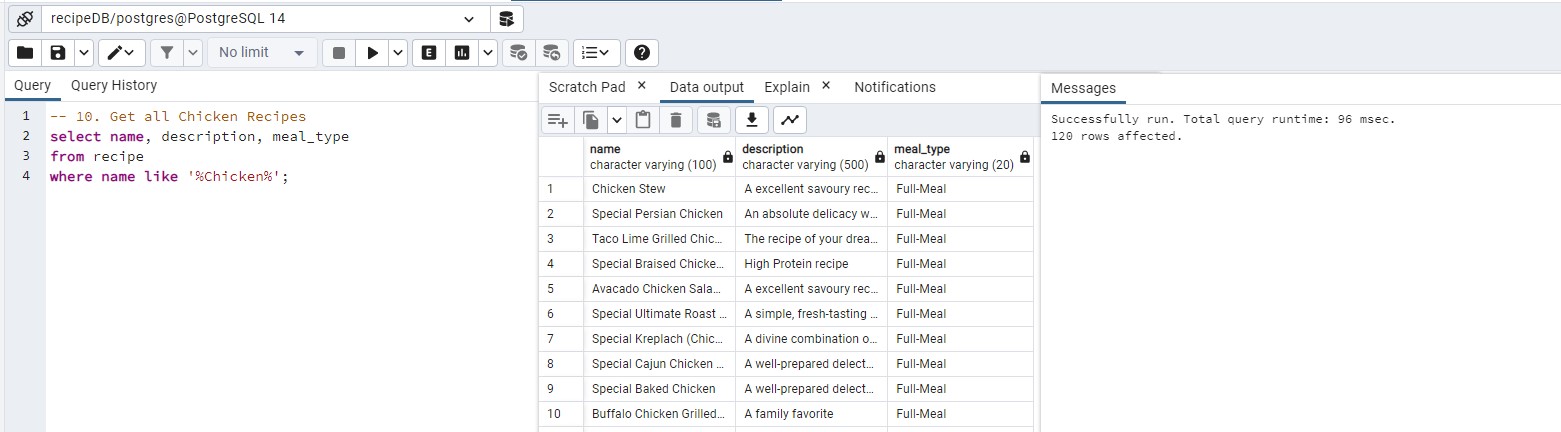 recipeDB/postgres@PostgreSQL 14
No limit
Query Query History
1 -- 10. Get all Chicken Recipes
2 select name, description, meal_type
3 from recipe
4 where name like '%Chicken%';
Scratch Pad Data output Explain Notifications
name description meal_type
character varying (100) character varying (500) character varying (20)
1 Chicken Stew A excellent savoury rec... Full-Meal
2 Special Persian Chicken An absolute delicacy w... Full-Meal
3 Taco Lime Grilled Chic... The recipe of your drea... Full-Meal
4 Special Braised Chicke... High Protein recipe Full-Meal
5 Avacado Chicken Sala... A excellent savoury rec... Full-Meal
6 Special Ultimate Roast ... A simple, fresh-tasting ... Full-Meal
7 Special Kreplach (Chic... A divine combination o... Full-Meal
8 Special Cajun Chicken ... A well-prepared delect... Full-Meal
9 Special Baked Chicken A well-prepared delect... Full-Meal
10 Buffalo Chicken Grilled... A family favorite Full-Meal
Messages
Successfully run. Total query runtime: 96 msec.
120 rows affected.